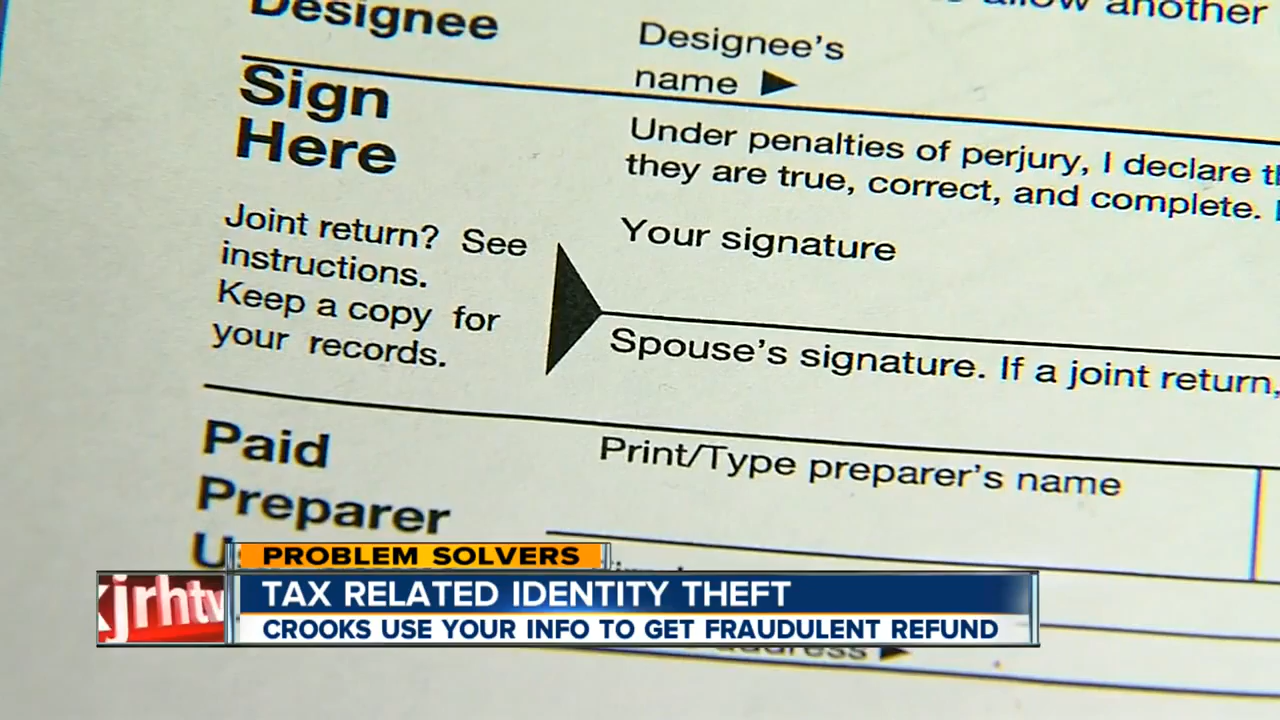 Designee
another
Designee's
name
Sign
Here
Under penalties of perjury, I declare
they are true, correct, and complete.
Joint return? See
instructions.
Keep a copy for
your records.
Your signature
Spouse's signature. If a joint return,
Paid
Preparer
Print/Type preparer's name
PROBLEM SOLVERS
kjrhtv
TAX RELATED IDENTITY THEFT
CROOKS USE YOUR INFO TO GET FRAUDULENT REFUND